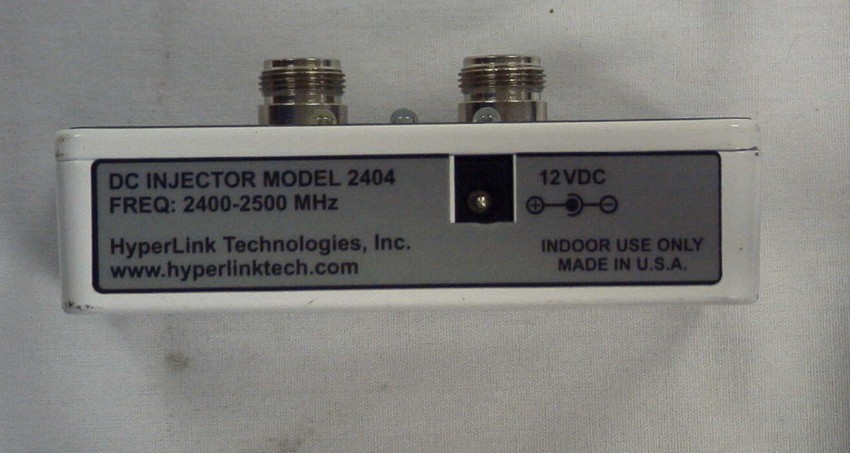 DC INJECTOR MODEL 2404
FREQ: 2400-2500 MHz
HyperLink Technologies, Inc.
www.hyperlinktech.com
12VDC
INDOOR USE ONLY
MADE IN U.S.A.